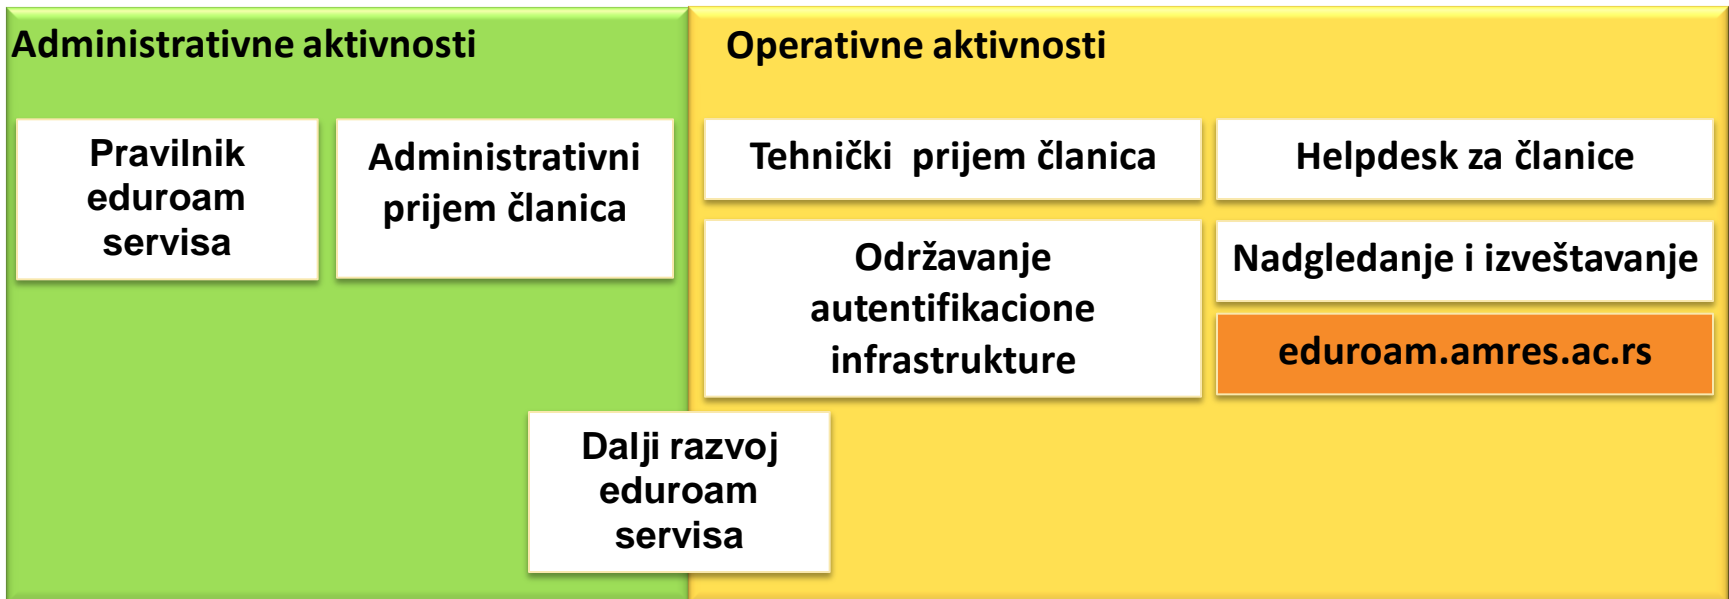 Administrativne aktivnosti
Pravilnik
eduroam
servisa
Administrativni
prijem članica
Operativne aktivnosti
Tehnički  prijem članica
Helpdesk za članice
Održavanje
autentifikacione
infrastrukture
Nadgledanje i izveštavanje
eduroam.amres.ac.rs
Dalji razvoj
eduroam
servisa